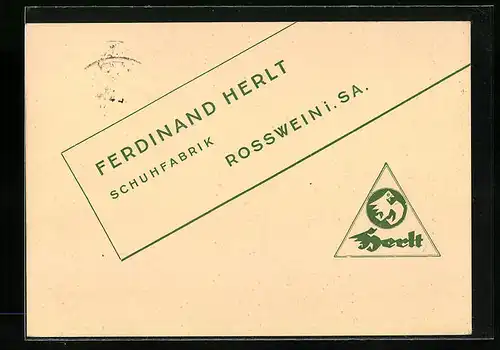 FERDINAND HERLT
SCHUHFABRIK
ROSSWEIN i. SA.
Herlt